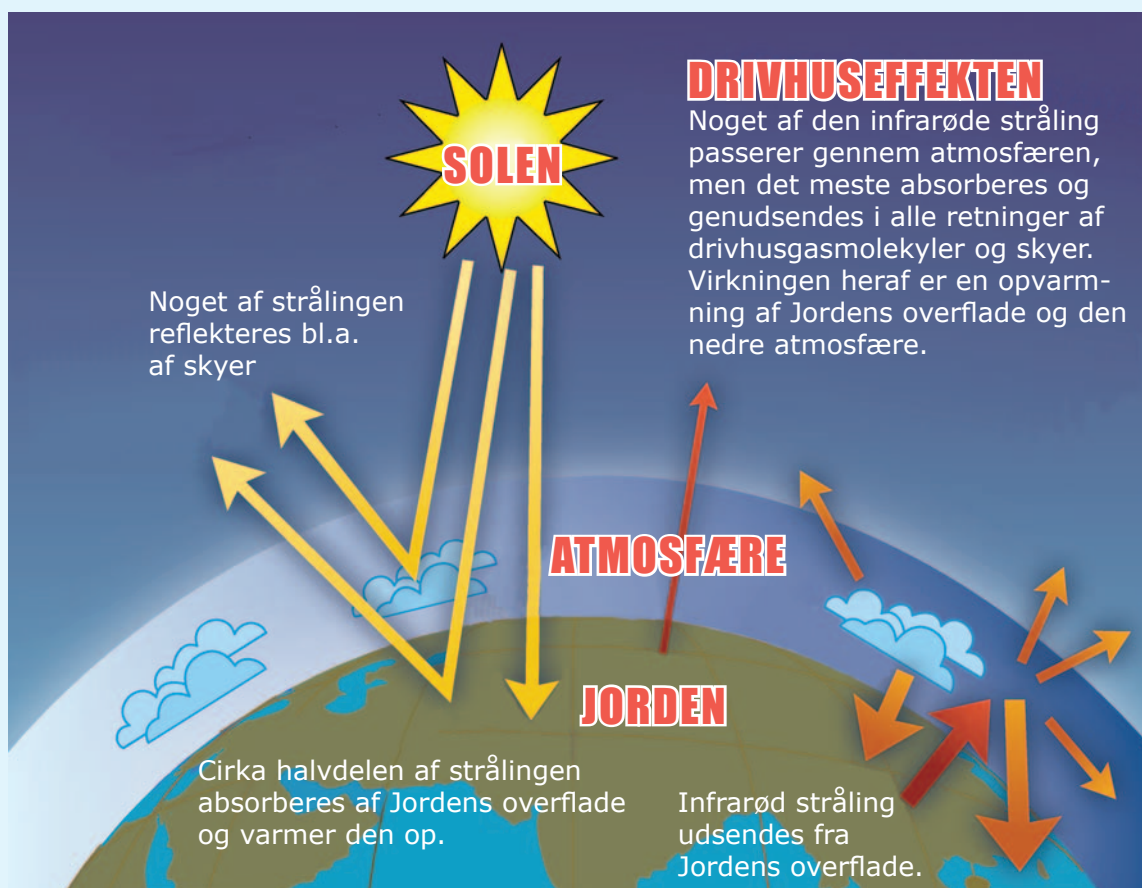 DRIVHUSEFFEKTEN
Noget af den infrarøde stråling
passerer gennem atmosfæren,
men det meste absorberes og
genudsendes i alle retninger af
drivhusgasmolekyler og skyer.
Virkningen heraf er en opvarm-
ning af Jordens overflade og den
nedre atmosfære.
SOLEN
Noget af strålingen
reflekteres bl.a.
af skyer
ATMOSFÆRE
JORDEN
Cirka halvdelen af strålingen
absorberes af Jordens overflade
og varmer den op.
Infrarød stråling
udsendes fra
Jordens overflade.